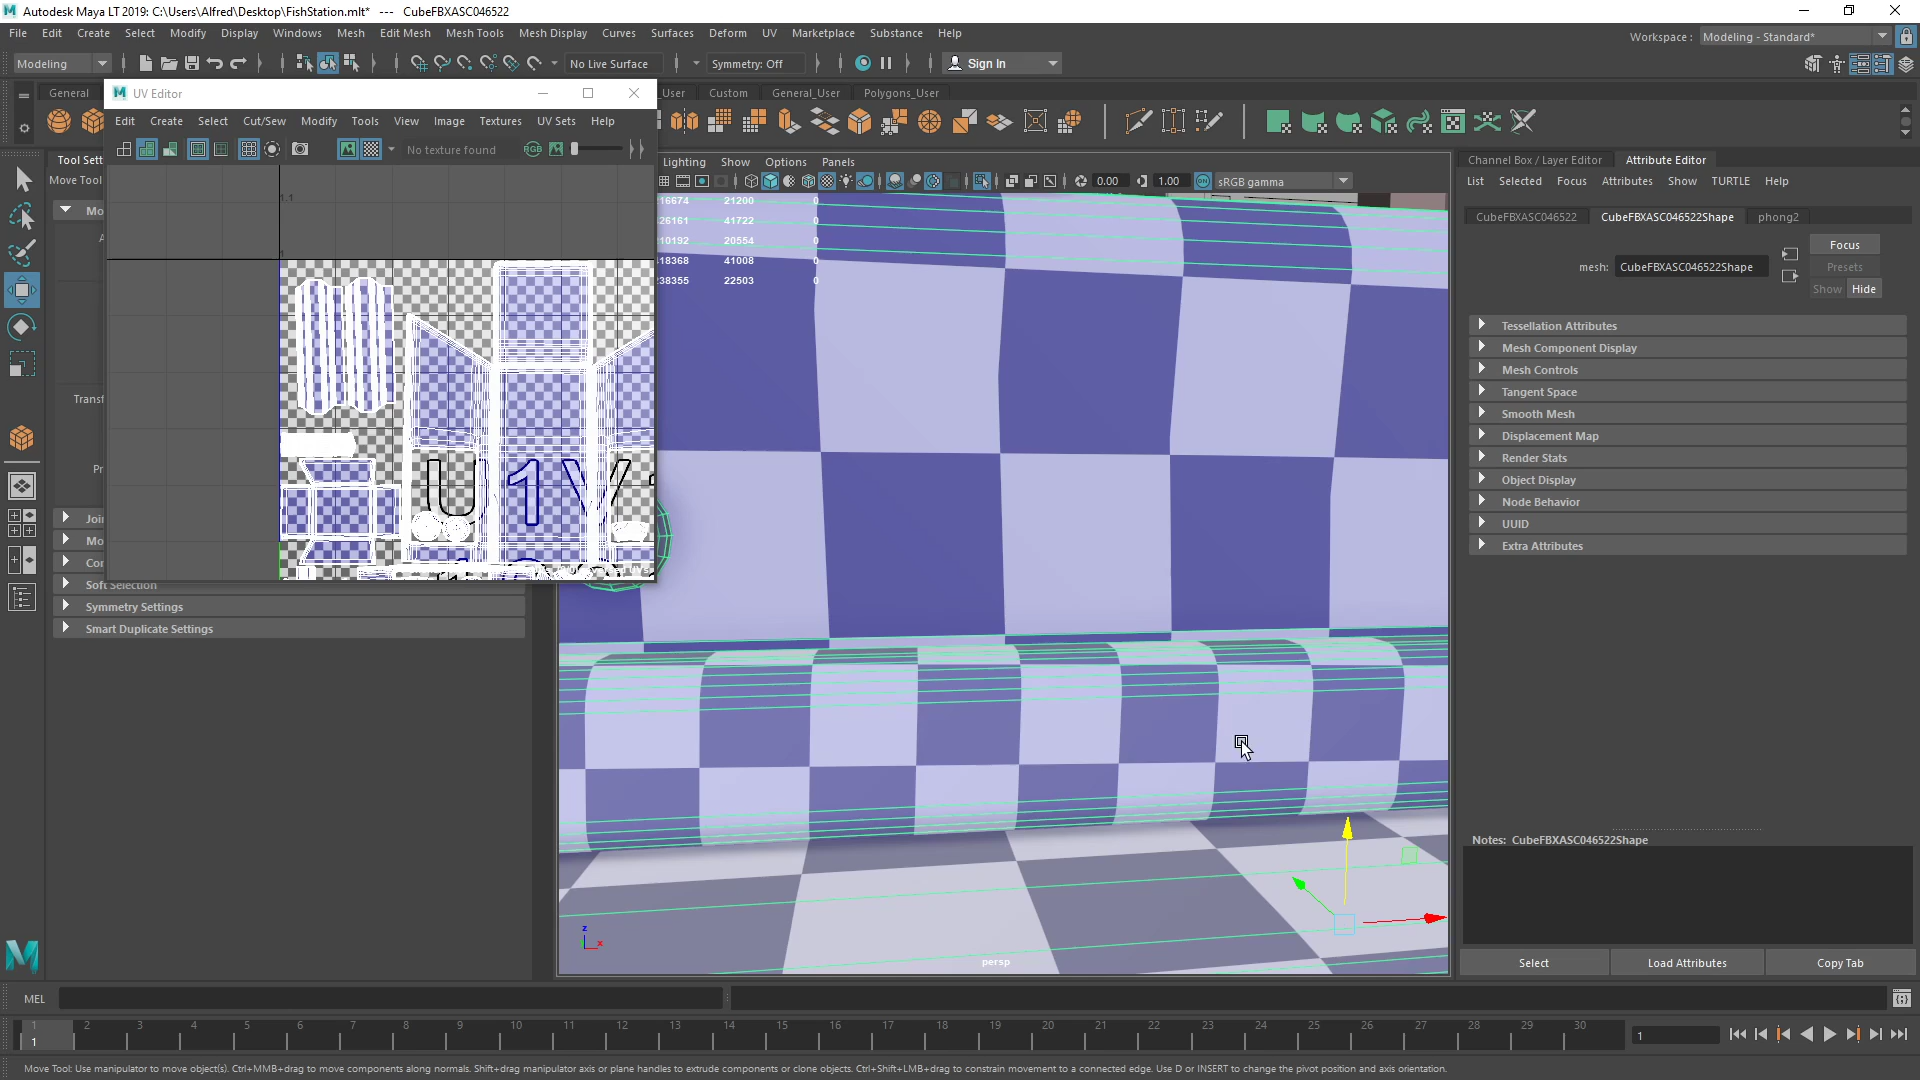 Autodesk Maya LT 2019: C:\Users\Alfred\Desktop\FishStation.mlt* --- CubeFBXASC046522
File Edit Create Select Modify Display Windows Mesh Edit Mesh Mesh Tools Mesh Display Curves Surfaces Deform UV Marketplace Substance Help
Workspace : Modeling - Standard*
Modeling No Live Surface Symmetry: Off Sign In
General _User Custom General_User Polygons_User
UV Editor
Edit Create Select Cut/Sew Modify Tools View Image Textures UV Sets Help
No texture found
Tool Sett
Move Tool
Lighting Show Options Panels
0.00 1.00 sRGB gamma
16674 21200 0
26161 41722 0
10192 20554 0
18368 41008 0
38355 22503 0
Soft Selection
Symmetry Settings
Smart Duplicate Settings
persp
Channel Box / Layer Editor Attribute Editor
List Selected Focus Attributes Show TURTLE Help
CubeFBXASC046522 CubeFBXASC046522Shape phong2
mesh: CubeFBXASC046522Shape
Focus
Presets
Show Hide
Tessellation Attributes
Mesh Component Display
Mesh Controls
Tangent Space
Smooth Mesh
Displacement Map
Render Stats
Object Display
Node Behavior
UUID
Extra Attributes
Notes: CubeFBXASC046522Shape
Select Load Attributes Copy Tab
MEL
1 2 3 4 5 6 7 8 9 10 11 12 13 14 15 16 17 18 19 20 21 22 23 24 25 26 27 28 29 30
1 1
Move Tool: Use manipulator to move object(s). Ctrl+MMB+drag to move components along normals. Shift+drag manipulator axis or plane handles to extrude components or clone objects. Ctrl+Shift+LMB+drag to constrain movement to a connected edge. Use D or INSERT to change the pivot position and axis orientation.